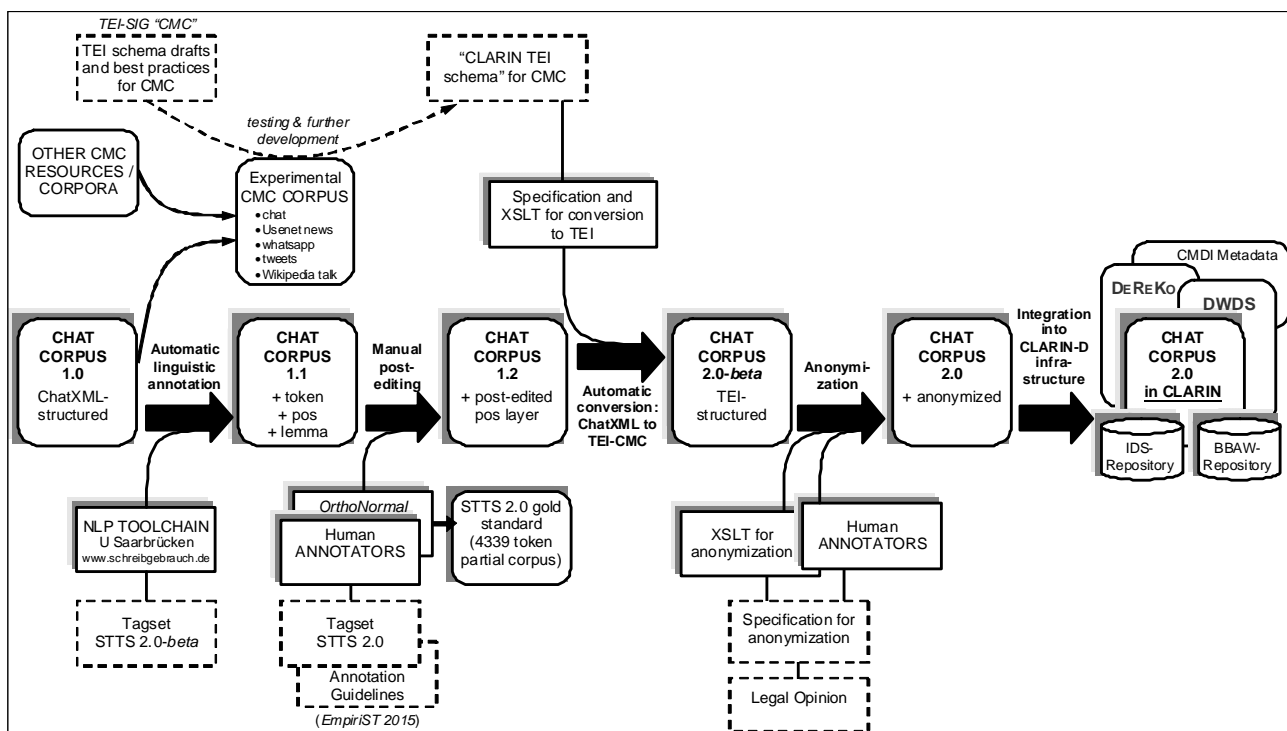 TEI-SIG “CMC”
TEI schema drafts
and best practices
for CMC
“CLARIN TEI
schema” for CMC
testing & further
development
OTHER CMC
RESOURCES /
CORPORA
Experimental
CMC CORPUS
• chat
• Usenet news
• whatsapp
• tweets
• Wikipedia talk
Specification and
XSLT for conversion
to TEI
CMDI Metadata
DEREKO
DWDS
CHAT
CORPUS
1.0
ChatXML-
structured
Automatic
linguistic
annotation
CHAT
CORPUS
1.1
+ token
+ pos
+ lemma
Manual
post-
editing
CHAT
CORPUS
1.2
+ post-edited
pos layer
Automatic
conversion:
ChatXML to
TEI-CMC
CHAT
CORPUS
2.0-beta
TEI-
structured
Anonymi-
zation
CHAT
CORPUS
2.0
+ anonymized
Integration
into
CLARIN-D
infra-
structure
CHAT
CORPUS
2.0
in CLARIN
IDS-
Repository
BBAW-
Repository
NLP TOOLCHAIN
U Saarbrücken
www.schreibgebrauch.de
OrthoNormal
Human
ANNOTATORS
STTS 2.0 gold
standard
(4339 token
partial corpus)
XSLT for
anonymization
Human
ANNOTATORS
Tagset
STTS 2.0-beta
Tagset
STTS 2.0
Annotation
Guidelines
(EmpiriST 2015)
Specification for
anonymization
Legal Opinion